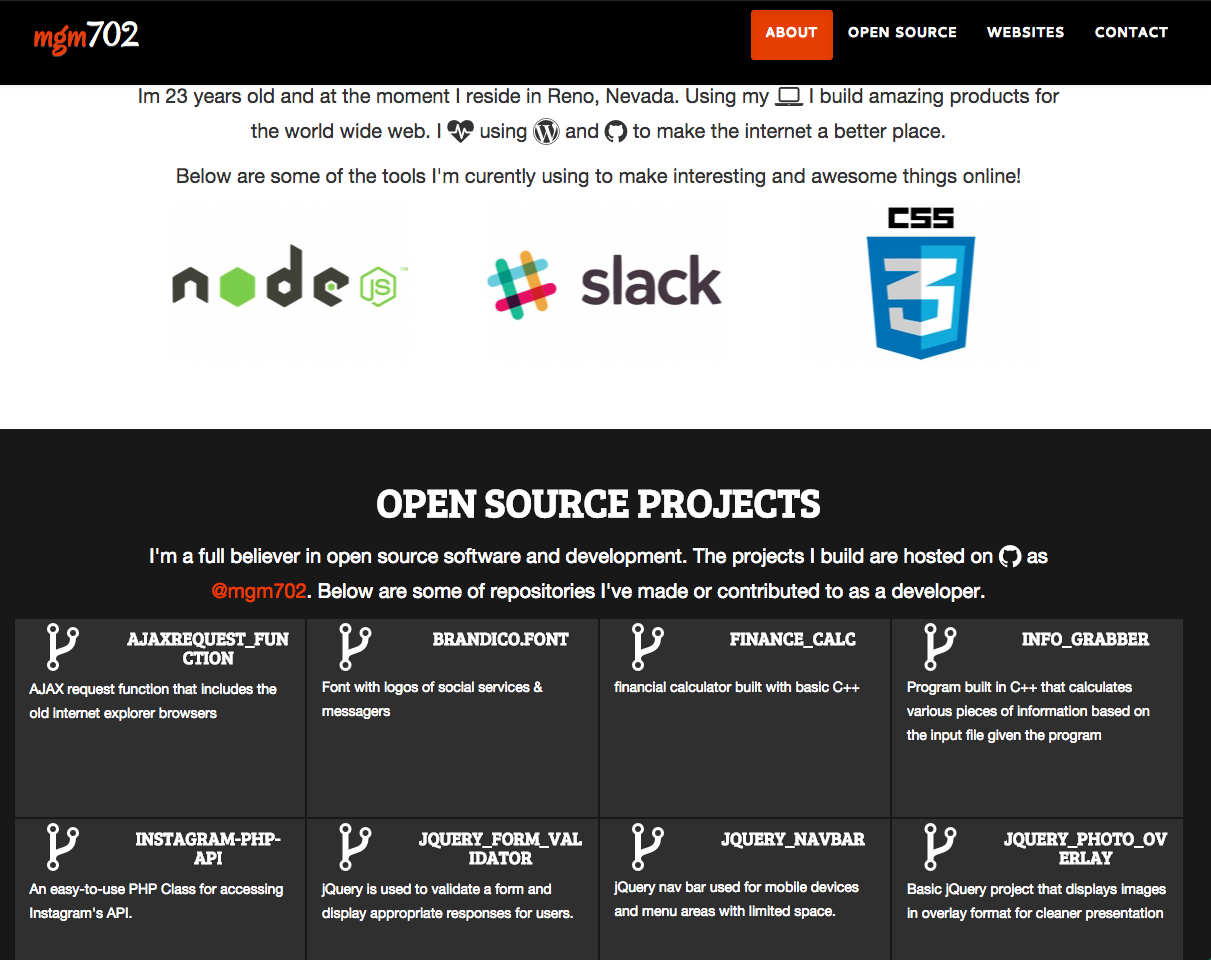 mgm702
ABOUT OPEN SOURCE WEBSITES CONTACT
Im 23 years old and at the moment I reside in Reno, Nevada. Using my I build amazing products for
the world wide web. I using and to make the internet a better place.
Below are some of the tools I'm curently using to make interesting and awesome things online!
node JS ™
slack
CSS
3
OPEN SOURCE PROJECTS
I'm a full believer in open source software and development. The projects I build are hosted on as
@mgm702. Below are some of repositories I've made or contributed to as a developer.
AJAXREQUEST_FUN
CTION
AJAX request function that includes the
old internet explorer browsers
BRANDICO.FONT
Font with logos of social services &
messagers
FINANCE_CALC
financial calculator built with basic C++
INFO_GRABBER
Program built in C++ that calculates
various pieces of information based on
the input file given the program
INSTAGRAM-PHP-
API
An easy-to-use PHP Class for accessing
Instagram's API.
JQUERY_FORM_VAL
IDATOR
jQuery is used to validate a form and
display appropriate responses for users.
JQUERY_NAVBAR
jQuery nav bar used for mobile devices
and menu areas with limited space.
JQUERY_PHOTO_OV
ERLAY
Basic jQuery project that displays images
in overlay format for cleaner presentation